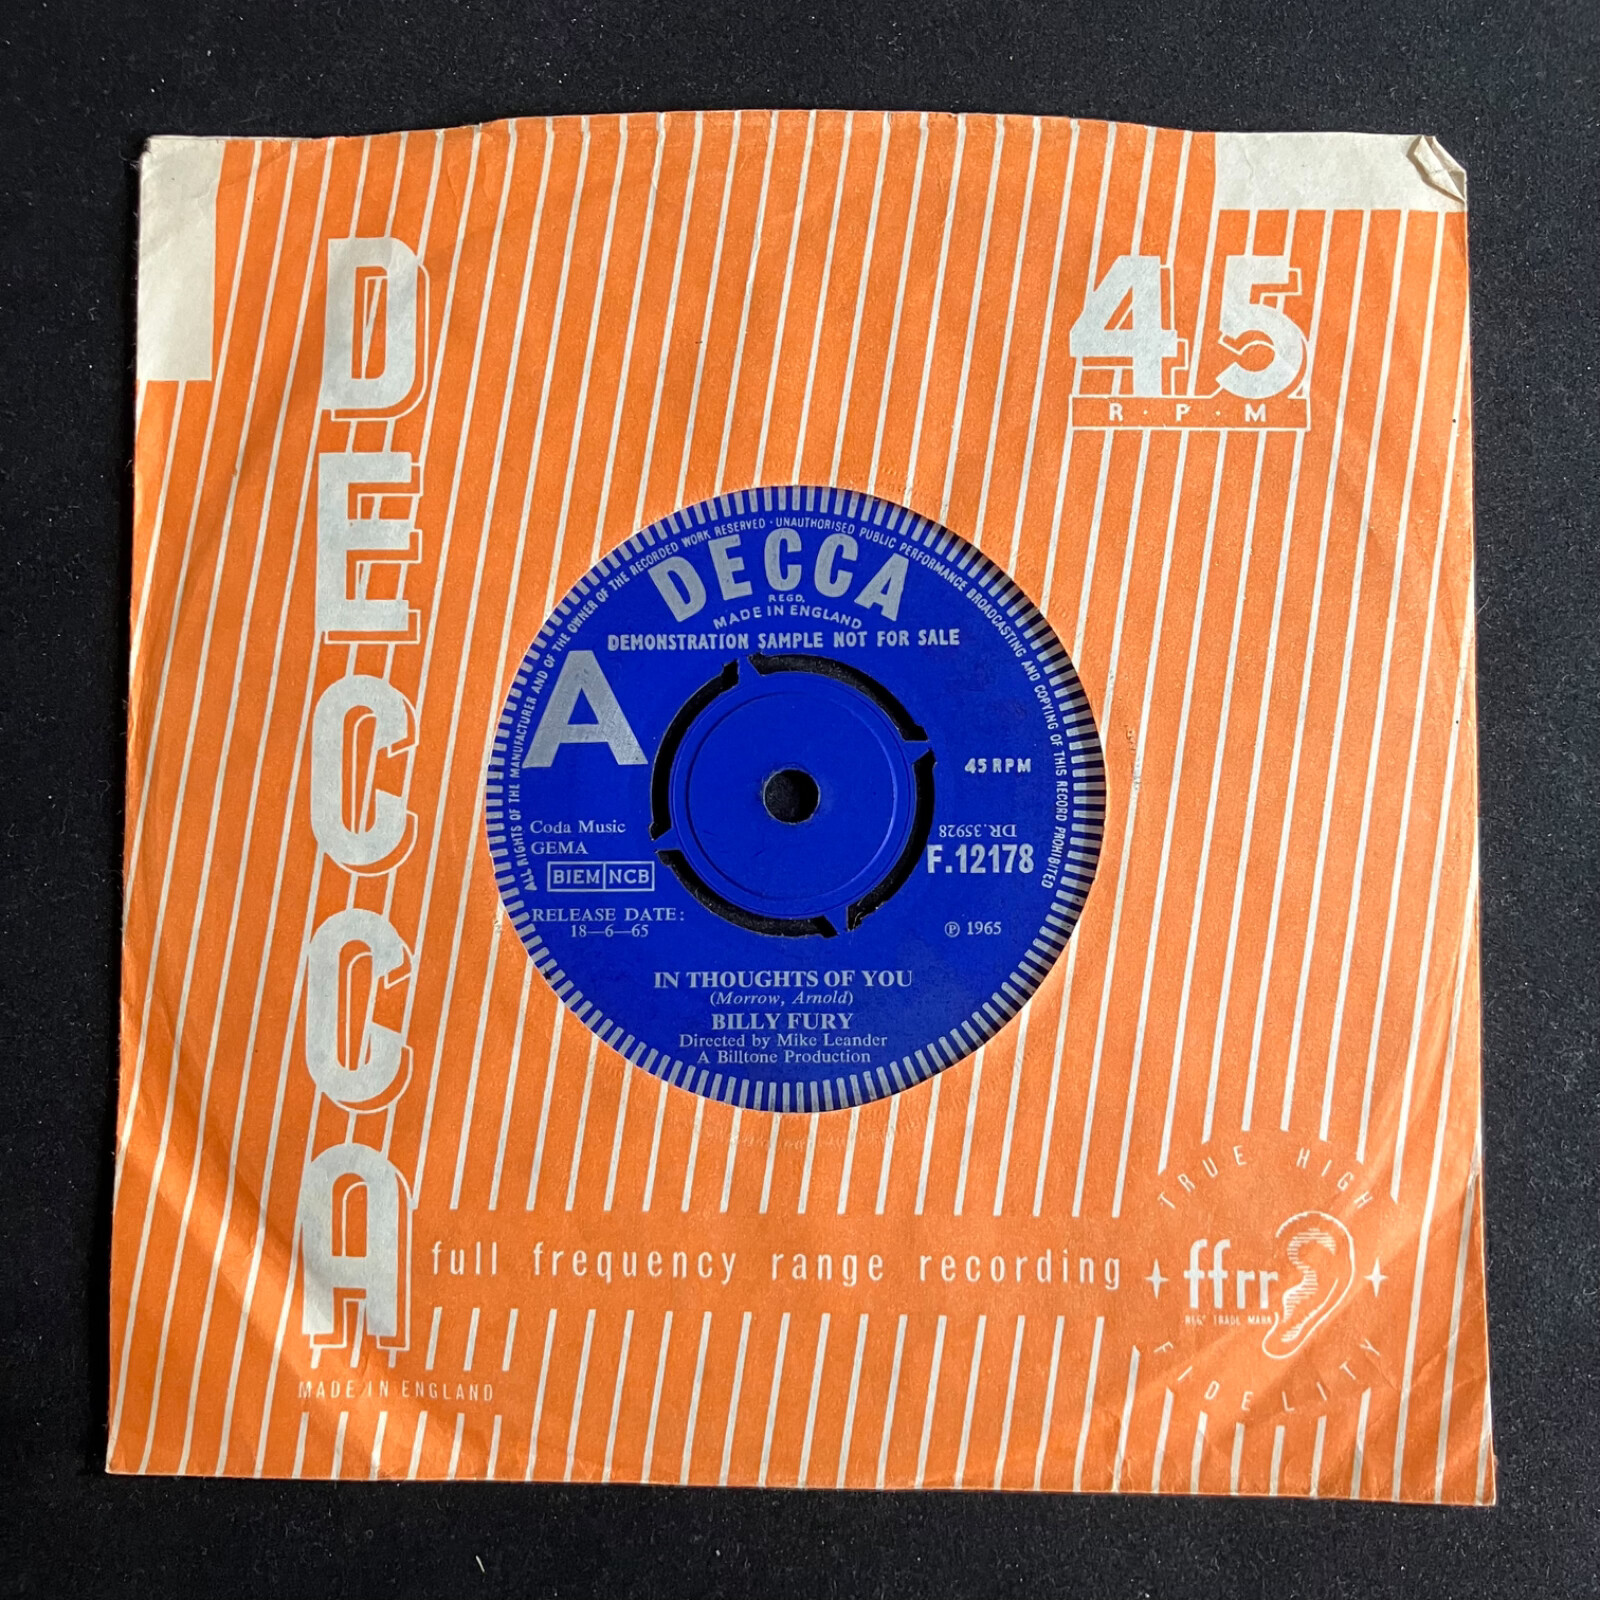 DECCA
45
R·P·M
ALL RIGHTS OF THE MANUFACTURER AND OF THE OWNER OF THE RECORDED WORK RESERVED · UNAUTHORISED PUBLIC PERFORMANCE BROADCASTING AND COPYING OF THIS RECORD PROHIBITED
DECCA
REGD.
MADE IN ENGLAND
DEMONSTRATION SAMPLE NOT FOR SALE
A
45 RPM
Coda Music
GEMA
BIEM NCB
DR.35928
F.12178
RELEASE DATE:
18—6—65
℗ 1965
IN THOUGHTS OF YOU
(Morrow, Arnold)
BILLY FURY
Directed by Mike Leander
A Billtone Production
full frequency range recording
TRUE HIGH
ffrr
REGD TRADE MARK
FIDELITY
MADE IN ENGLAND